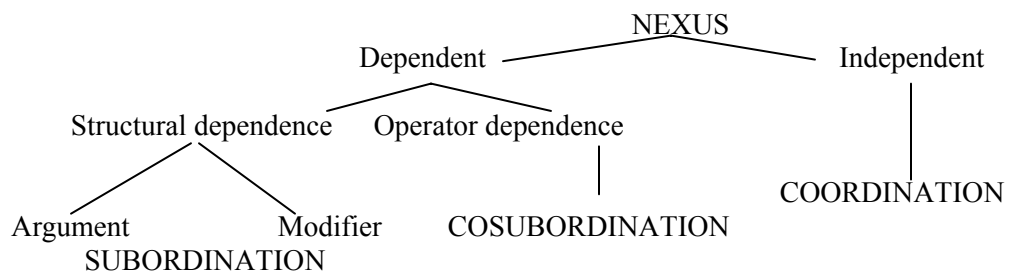 NEXUS
Dependent Independent
Structural dependence Operator dependence
COORDINATION
Argument Modifier COSUBORDINATION
SUBORDINATION